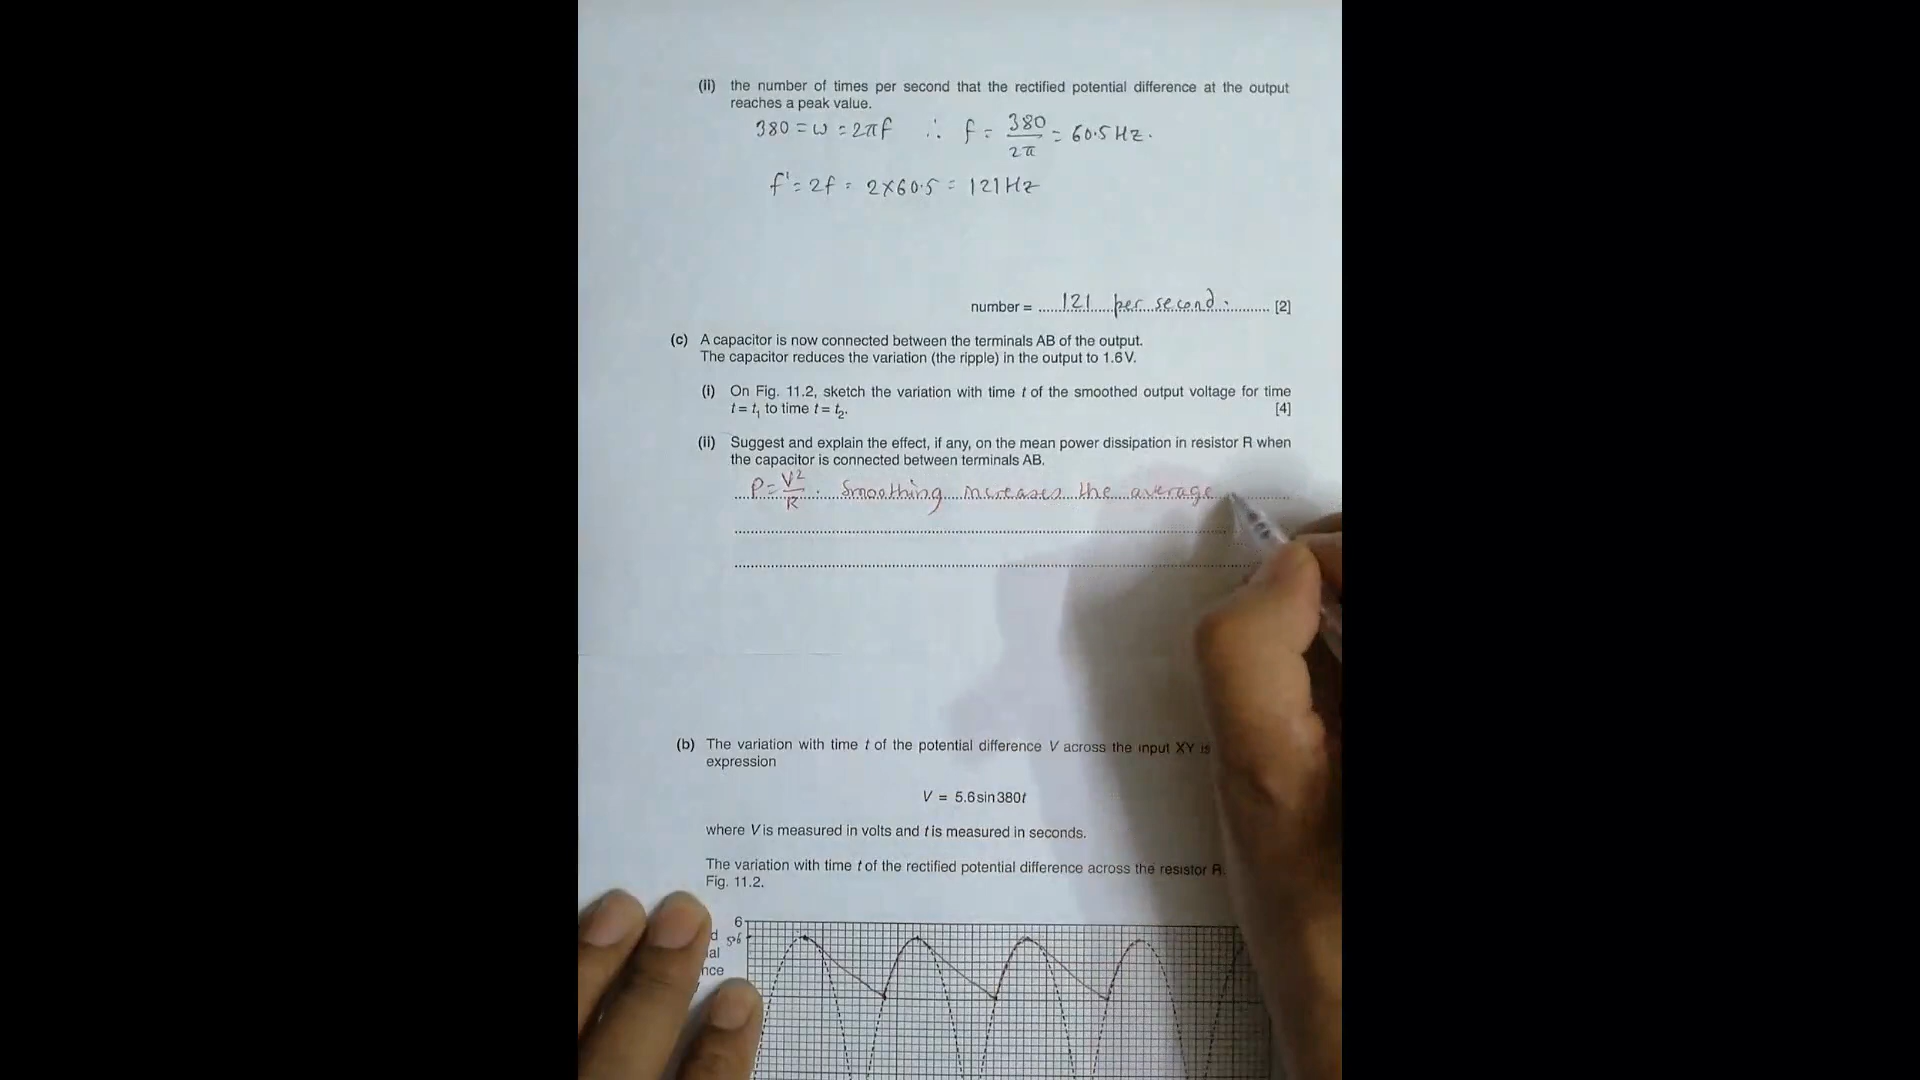 (ii) the number of times per second that the rectified potential difference at the output
reaches a peak value.
380 = ω = 2πf ∴ f = 380/2π = 60.5 Hz.
f' = 2f = 2×60.5 = 121 Hz
number = 121 per second. [2]
(c) A capacitor is now connected between the terminals AB of the output.
The capacitor reduces the variation (the ripple) in the output to 1.6 V.
(i) On Fig. 11.2, sketch the variation with time t of the smoothed output voltage for time
t = t₁ to time t = t₂. [4]
(ii) Suggest and explain the effect, if any, on the mean power dissipation in resistor R when
the capacitor is connected between terminals AB.
P = V²/R . Smoothing increases the average
(b) The variation with time t of the potential difference V across the input XY is
expression
V = 5.6 sin 380t
where V is measured in volts and t is measured in seconds.
The variation with time t of the rectified potential difference across the resistor R
Fig. 11.2.
6
5.6